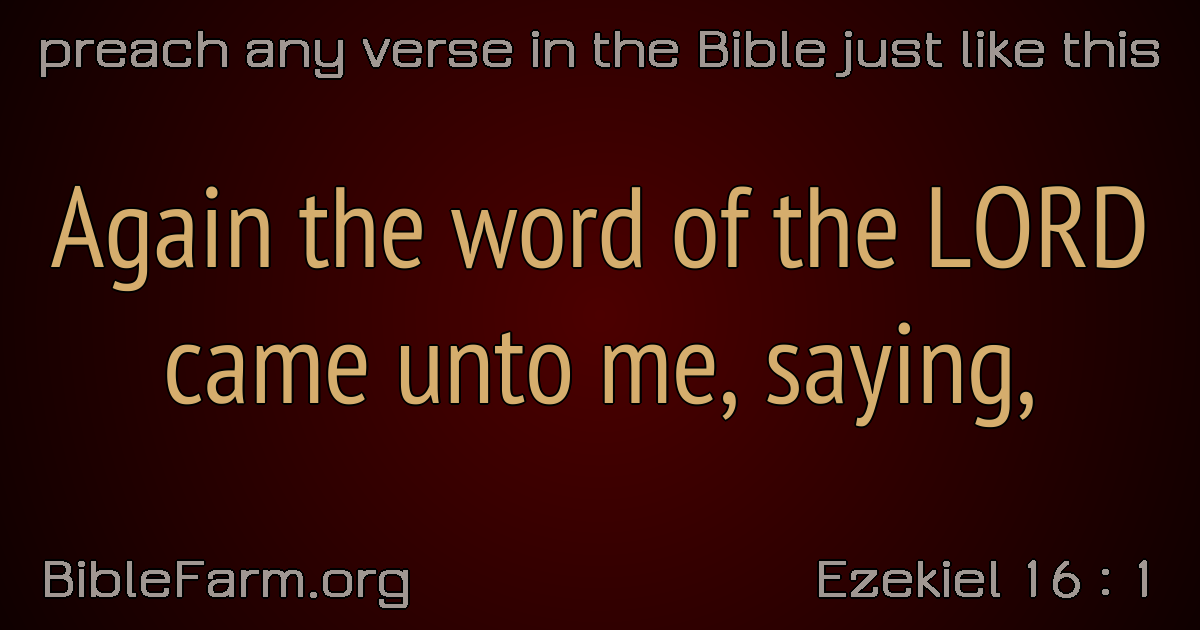 preach any verse in the Bible just like this
Again the word of the LORD
came unto me, saying,
BibleFarm.org
Ezekiel 16 : 1